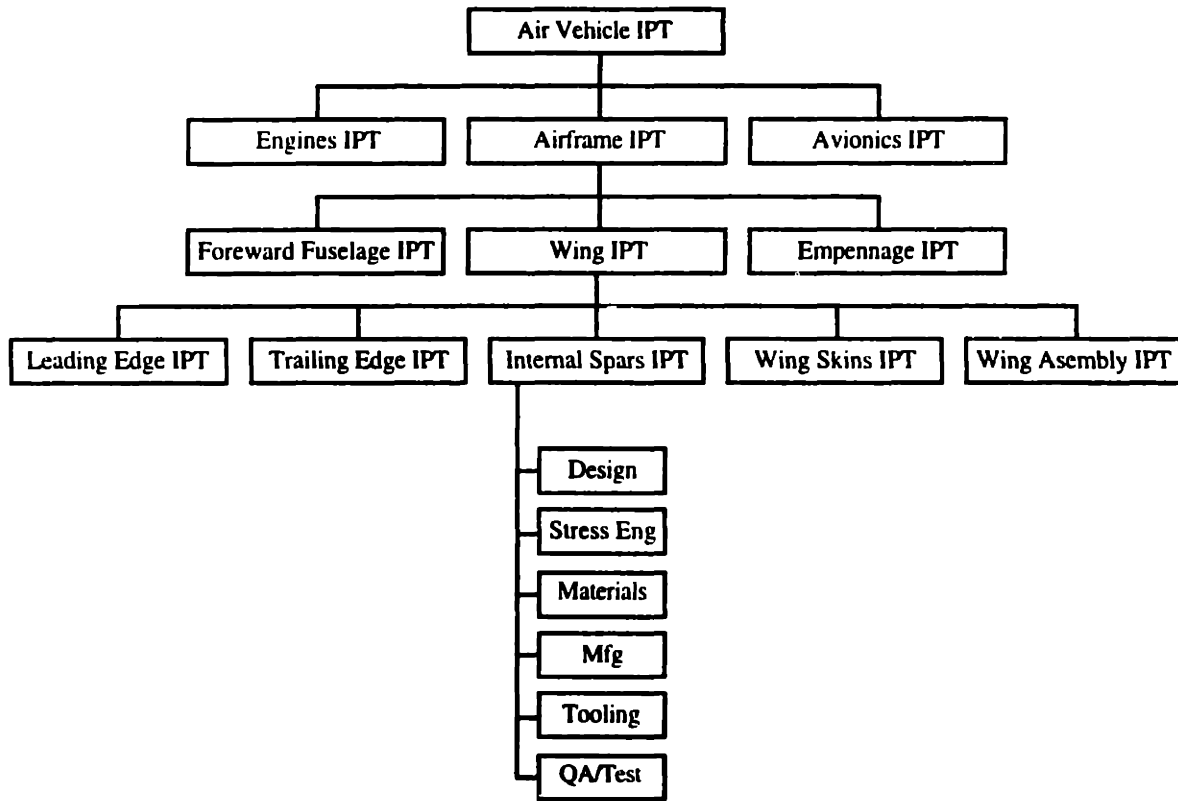 Air Vehicle IPT
Engines IPT
Airframe IPT
Avionics IPT
Foreward Fuselage IPT
Wing IPT
Empennage IPT
Leading Edge IPT
Trailing Edge IPT
Internal Spars IPT
Wing Skins IPT
Wing Asembly IPT
Design
Stress Eng
Materials
Mfg
Tooling
QA/Test